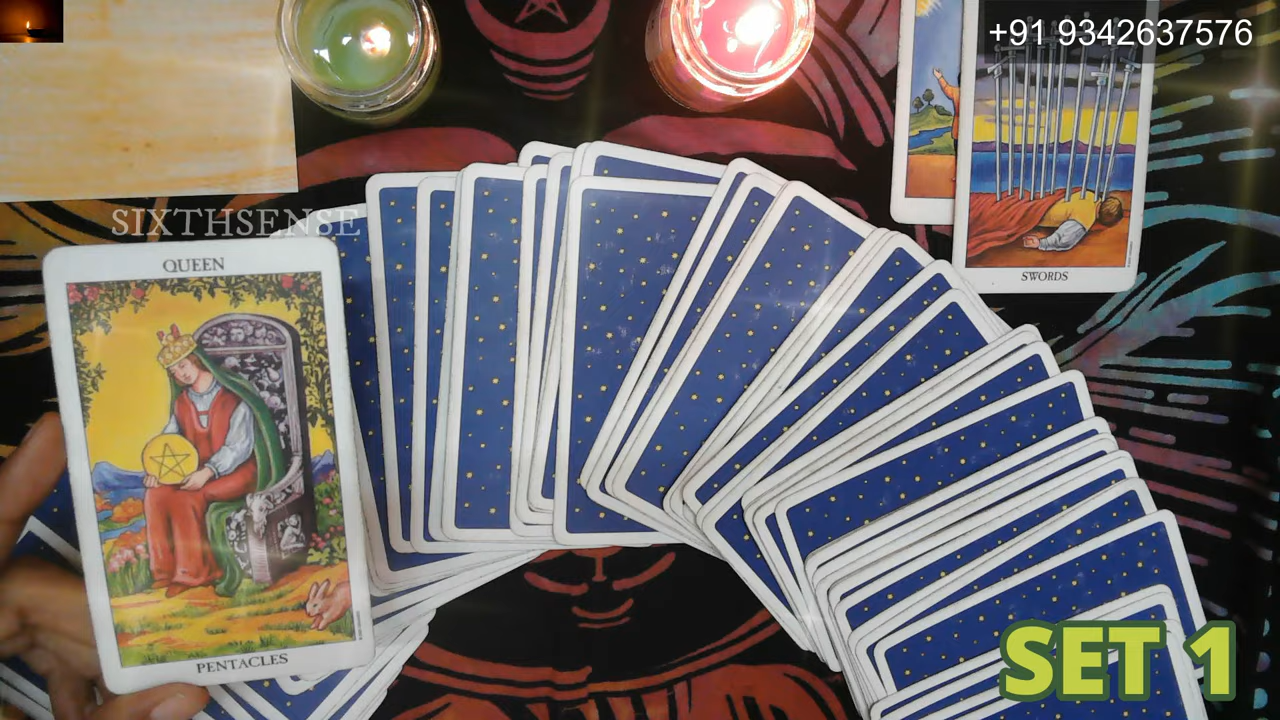 +91 9342637576
SIXTHSENSE
QUEEN
PENTACLES
SWORDS
SET 1